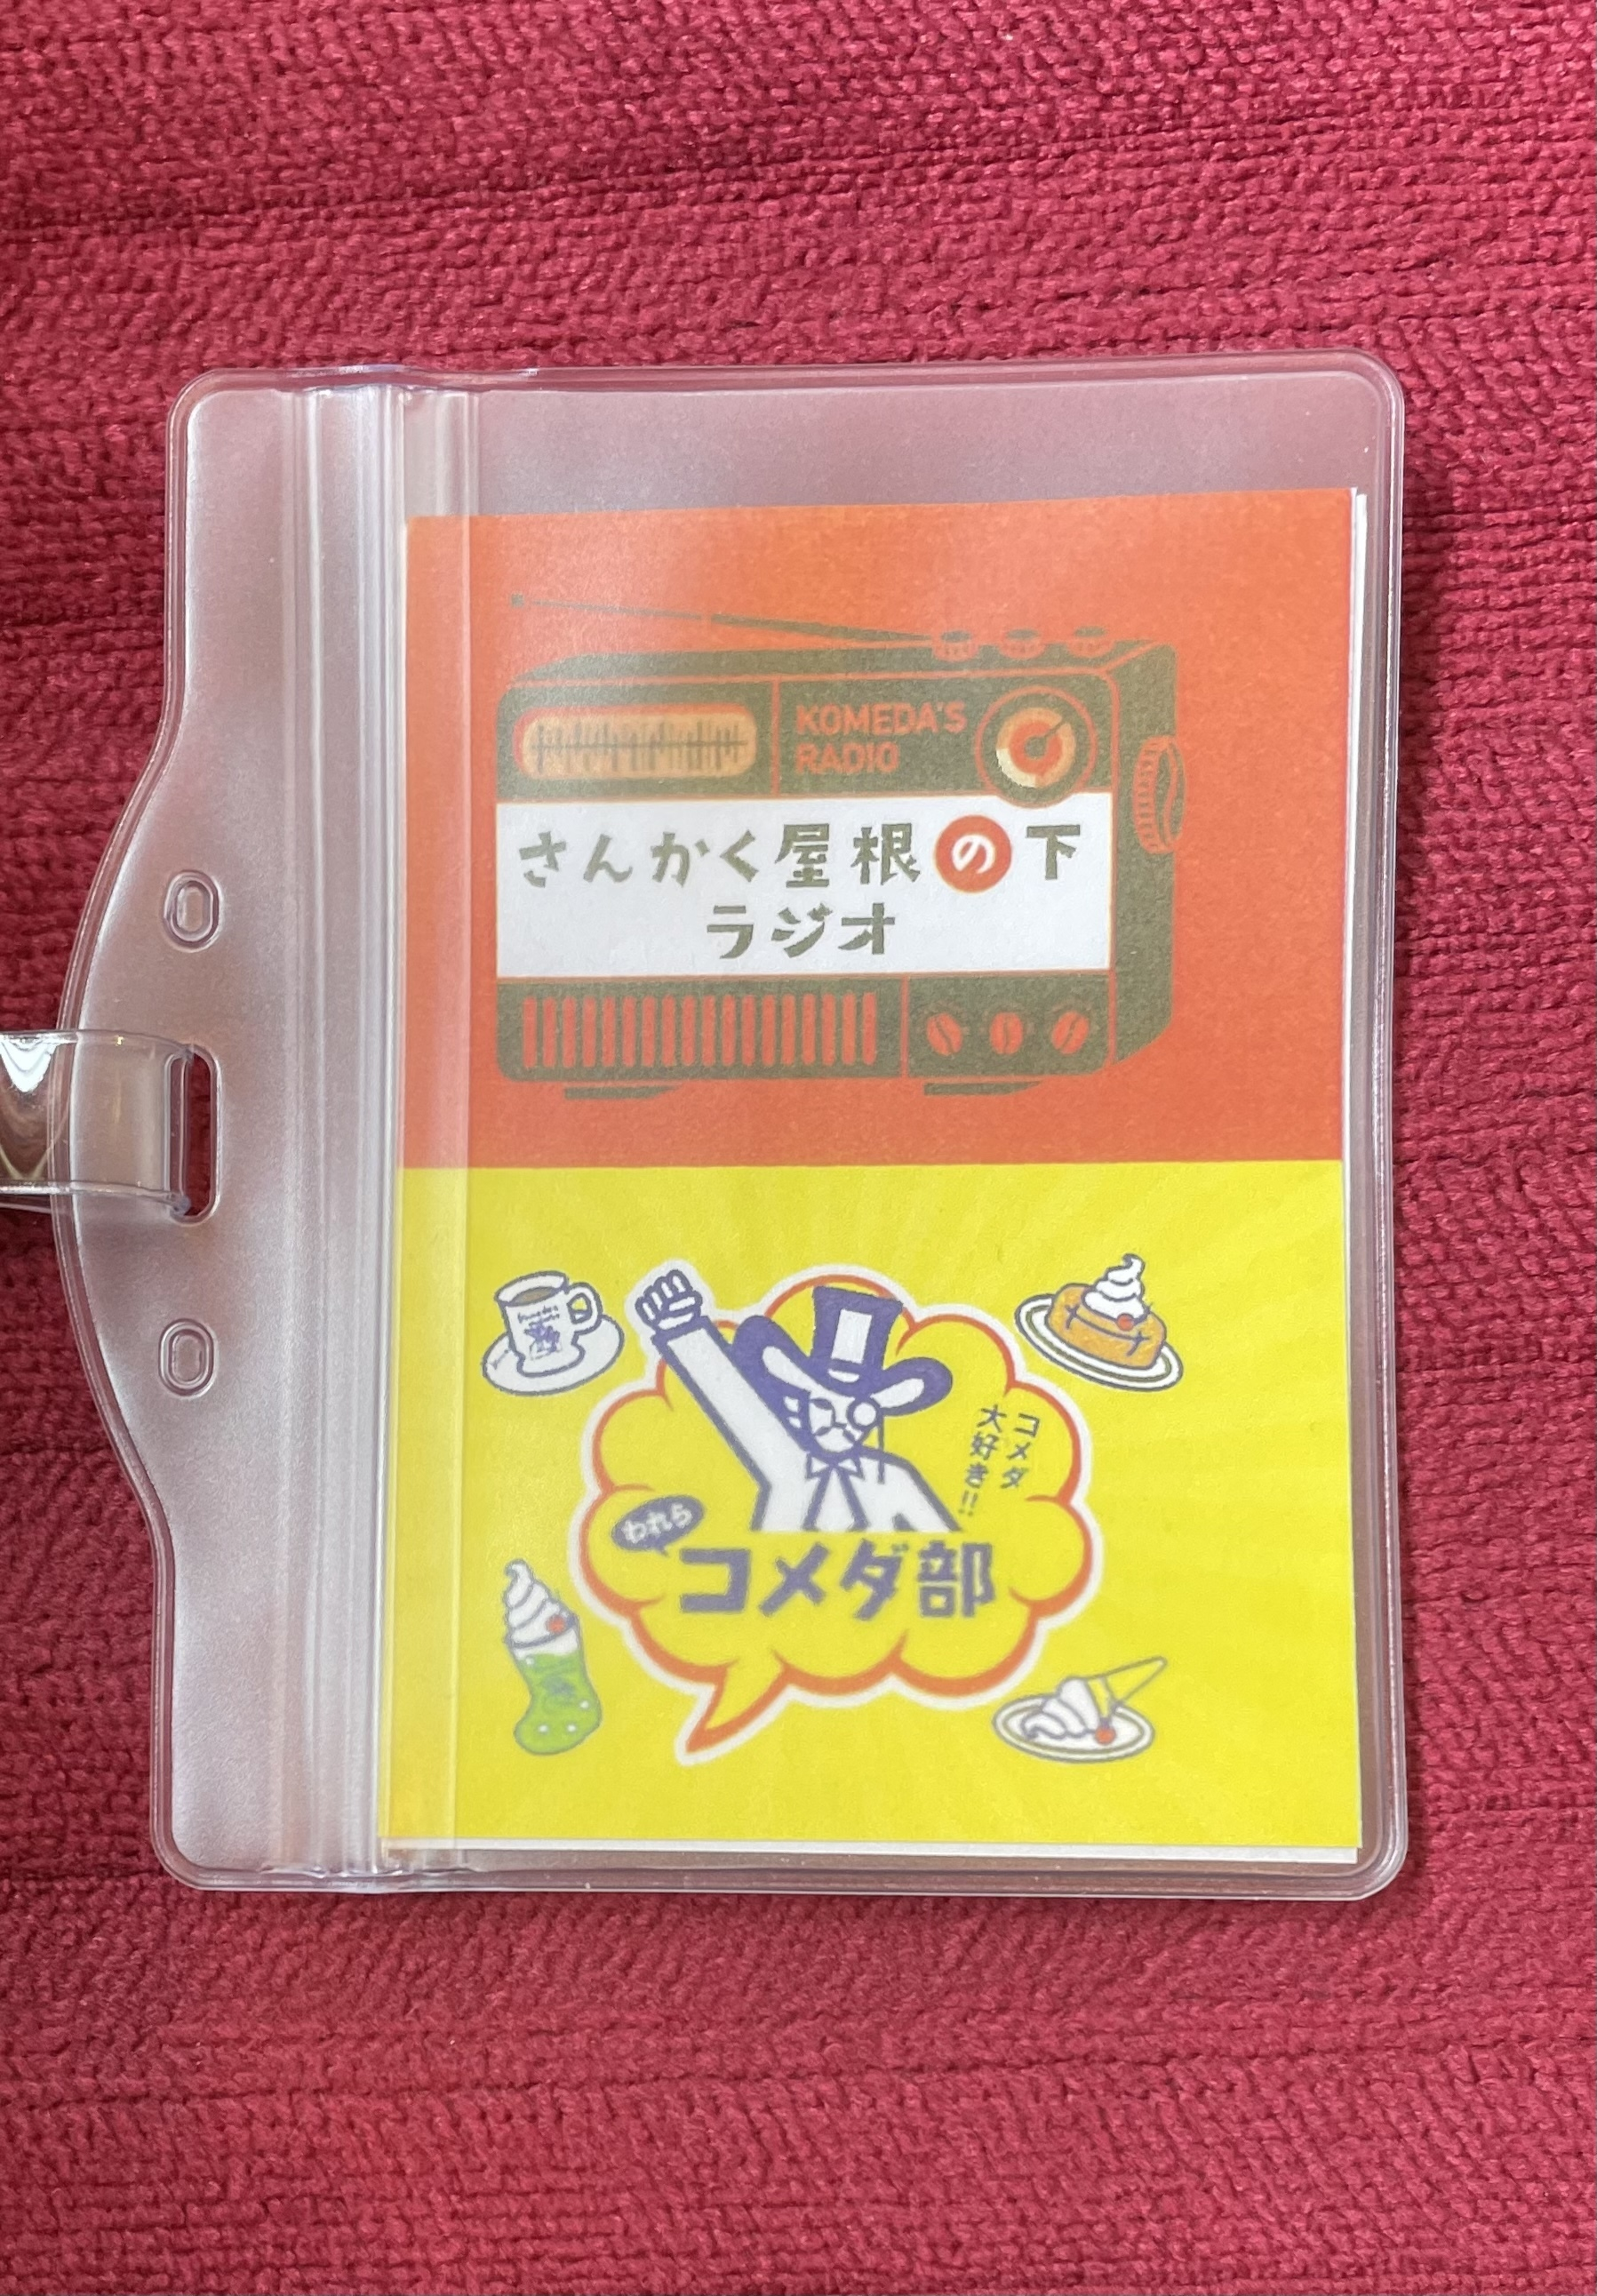 KOMEDA'S
RADIO
さんかく屋根の下
ラジオ
コメダ
大好き!!
われら
コメダ部